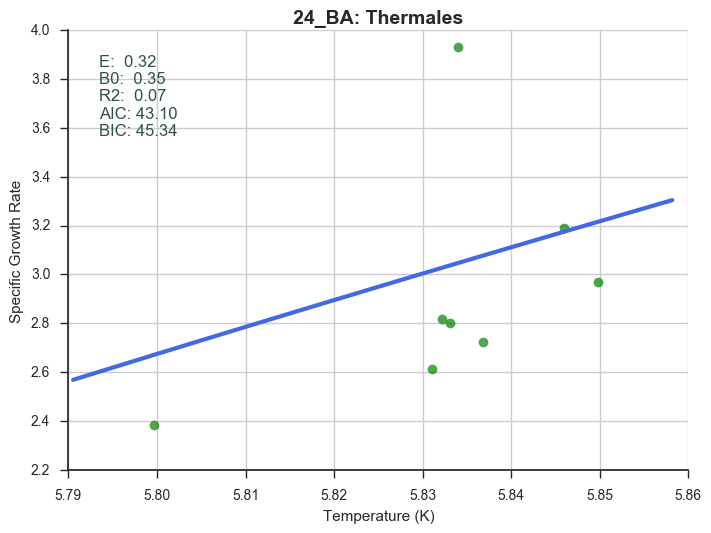 24_BA: Thermales
E:  0.32
B0:  0.35
R2:  0.07
AIC: 43.10
BIC: 45.34
4.0
3.8
3.6
3.4
3.2
3.0
2.8
2.6
2.4
2.2
Specific Growth Rate
5.79 5.80 5.81 5.82 5.83 5.84 5.85 5.86
Temperature (K)